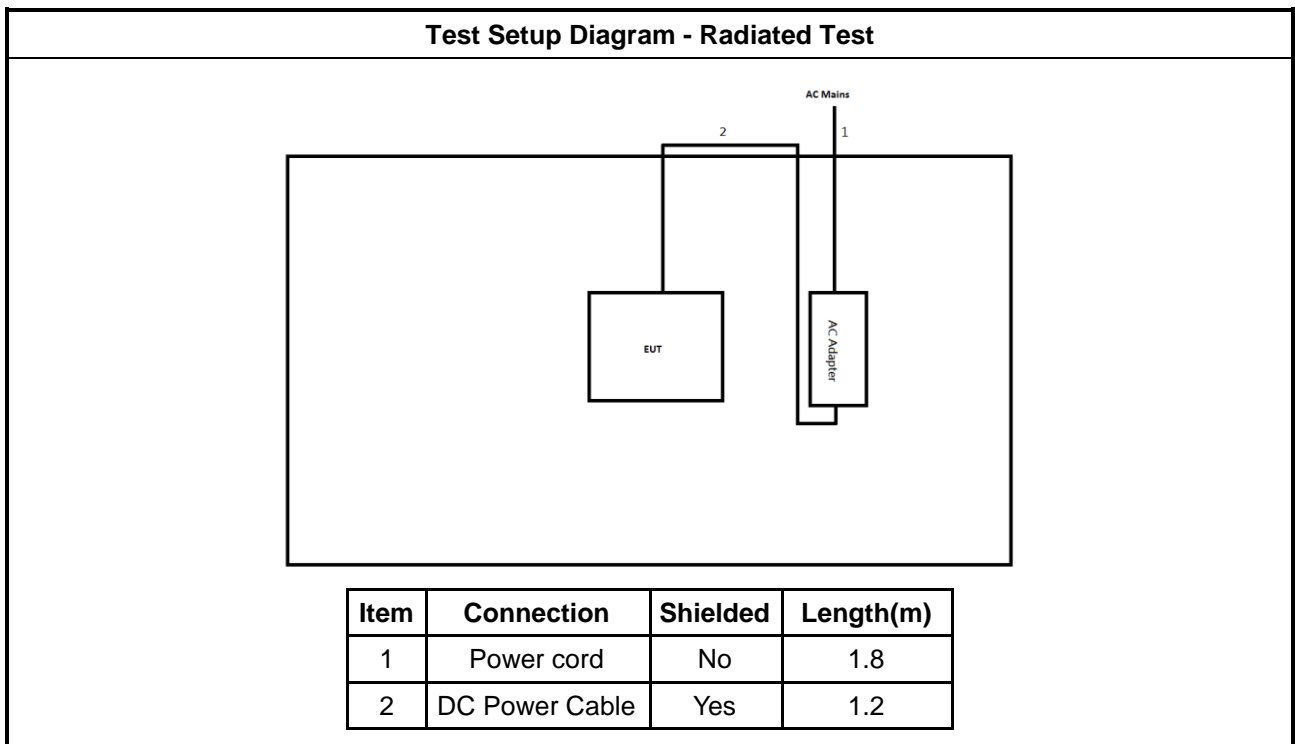 Test Setup Diagram - Radiated Test
AC Mains
2
1
EUT
AC Adapter
Item Connection Shielded Length(m)
1 Power cord No 1.8
2 DC Power Cable Yes 1.2